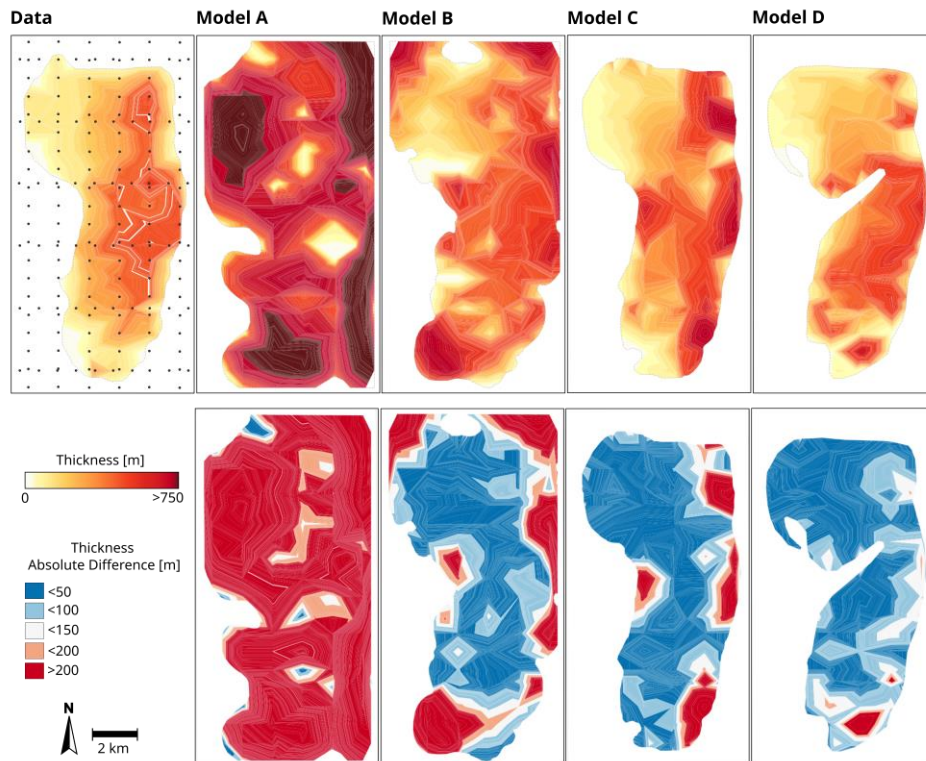 Data
Model A
Model B
Model C
Model D
Thickness [m]
0
>750
Thickness
Absolute Difference [m]
<50
<100
<150
<200
>200
N
2 km